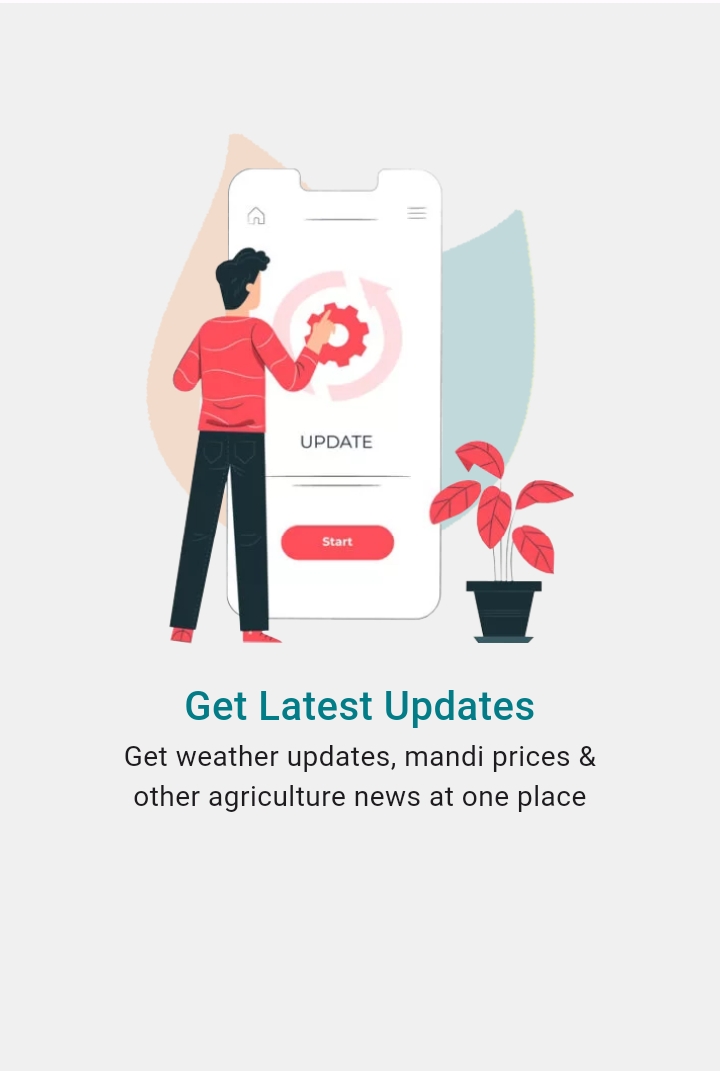 UPDATE
Start
Get Latest Updates
Get weather updates, mandi prices &
other agriculture news at one place